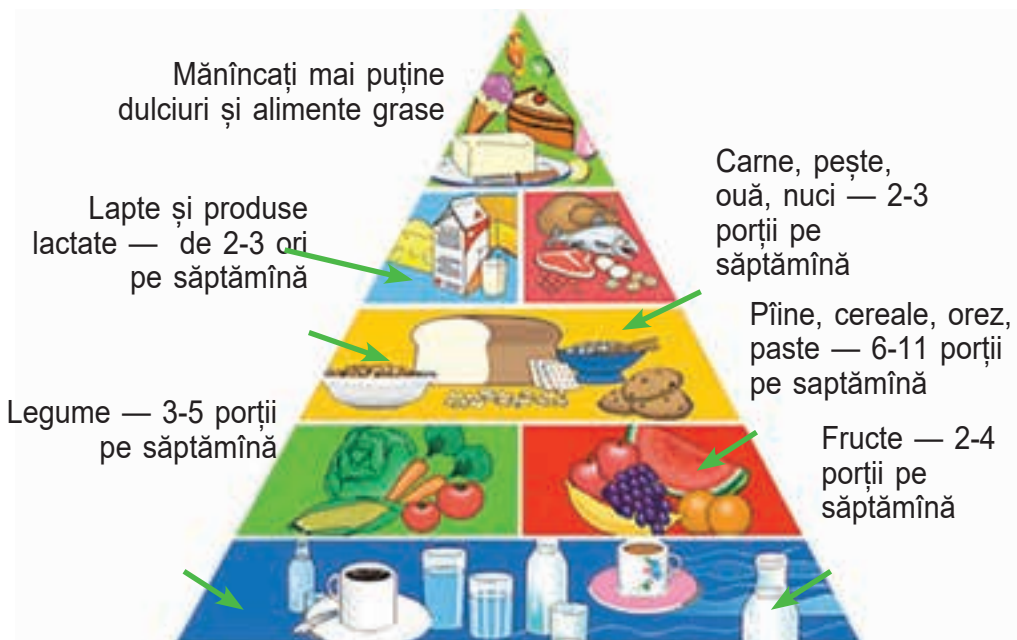 Mănîncați mai puține
dulciuri și alimente grase
Lapte și produse
lactate — de 2-3 ori
pe săptămînă
Carne, pește,
ouă, nuci — 2-3
porții pe
săptămînă
Pîine, cereale, orez,
paste — 6-11 porții
pe saptămînă
Legume — 3-5 porții
pe săptămînă
Fructe — 2-4
porții pe
săptămînă